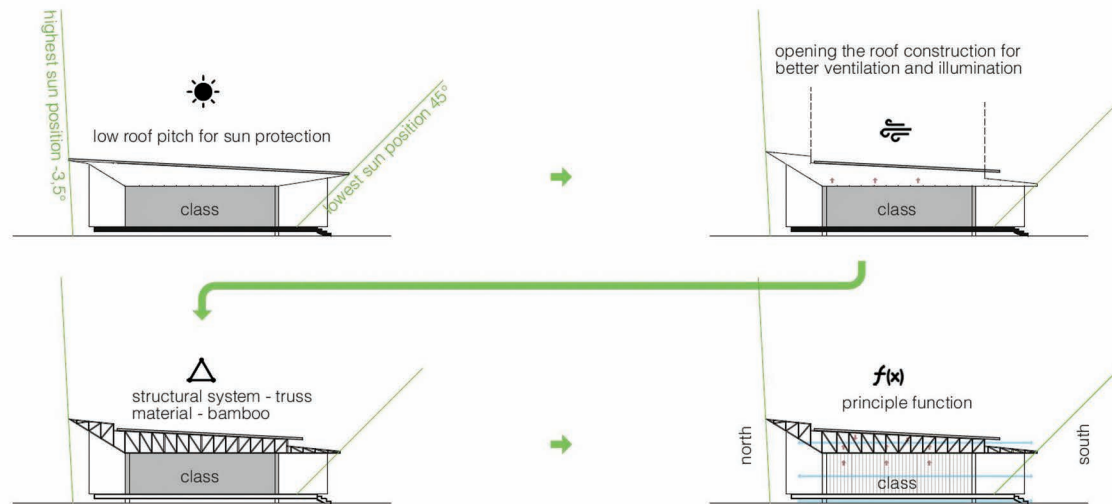 highest sun position -3,5°
low roof pitch for sun protection
lowest sun position 45°
class
opening the roof construction for
better ventilation and illumination
class
structural system - truss
material - bamboo
class
f(x)
principle function
north
class
south